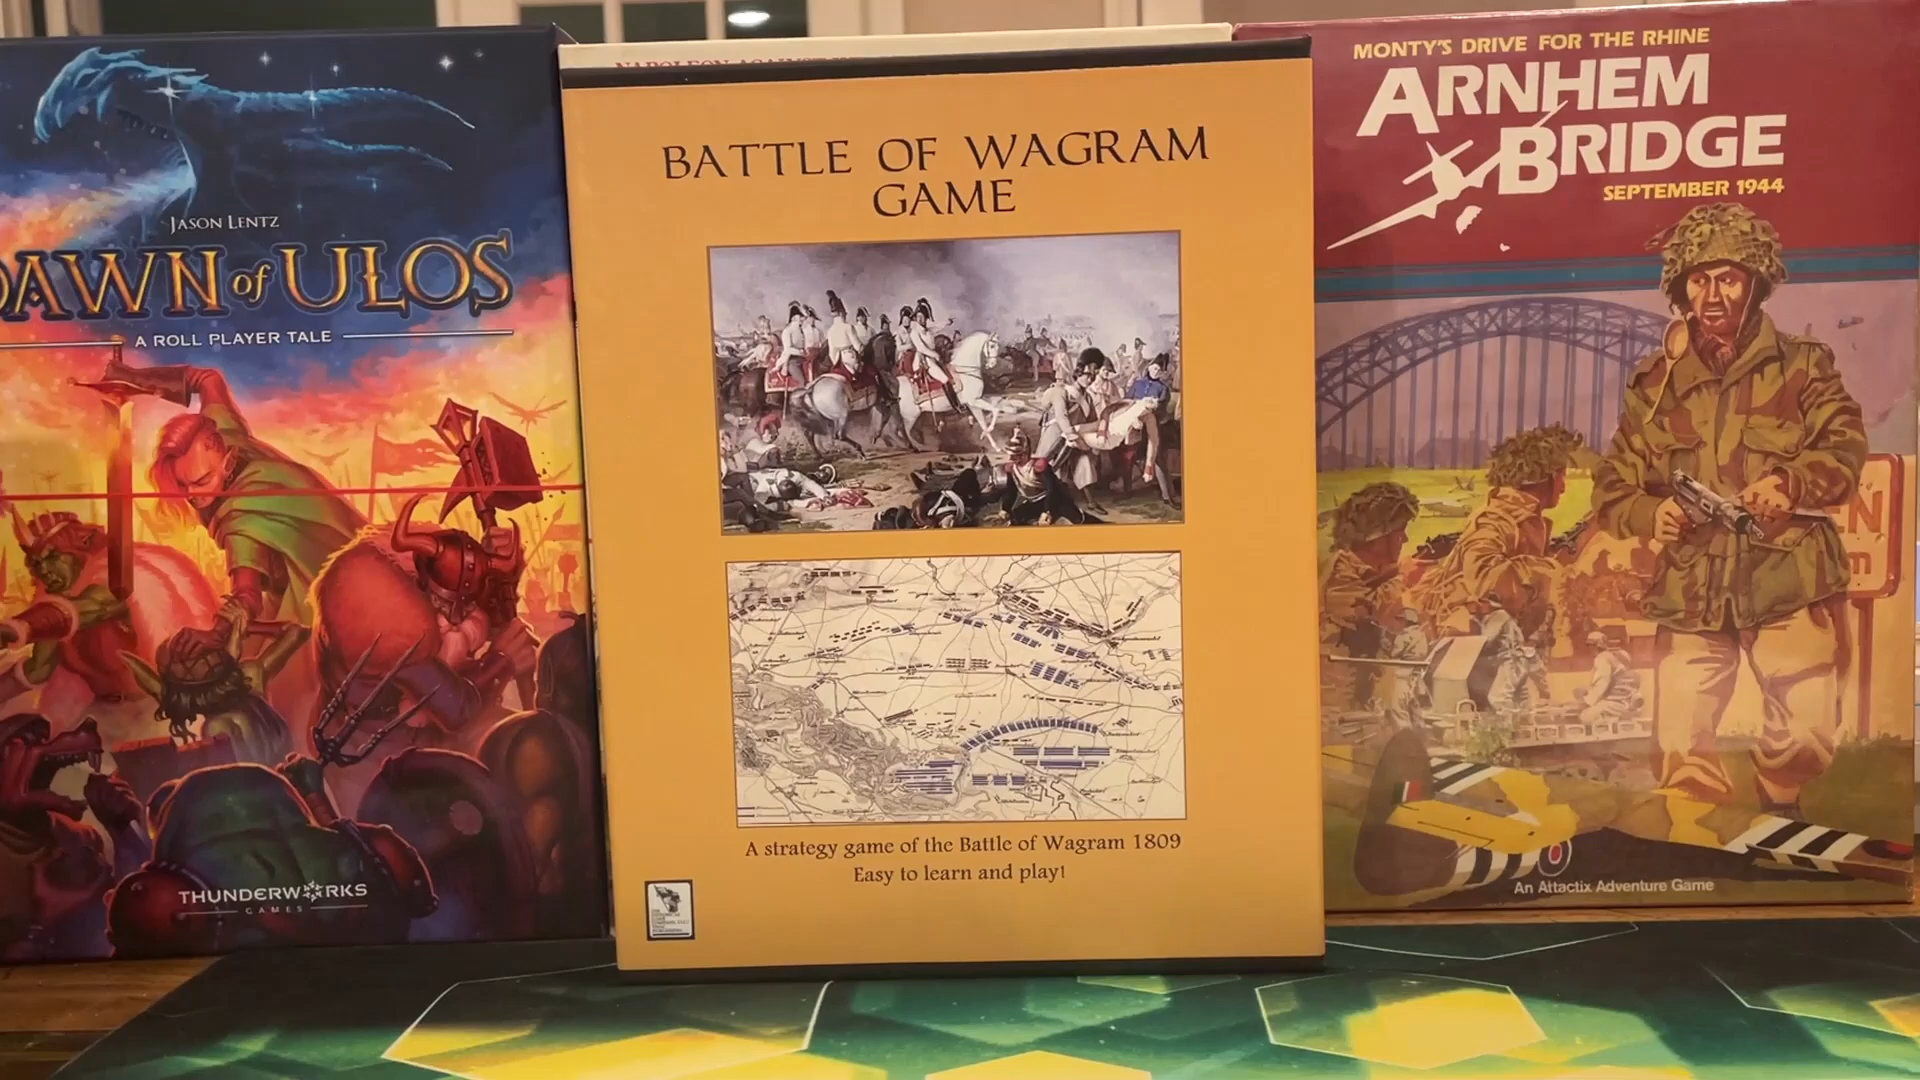 JASON LENTZ
DAWN of ULOS
A ROLL PLAYER TALE
THUNDERWORKS
GAMES
NAPOLEON AGAINST
BATTLE OF WAGRAM
GAME
A strategy game of the Battle of Wagram 1809
Easy to learn and play!
MONTY'S DRIVE FOR THE RHINE
ARNHEM
BRIDGE
SEPTEMBER 1944
An Attactix Adventure Game